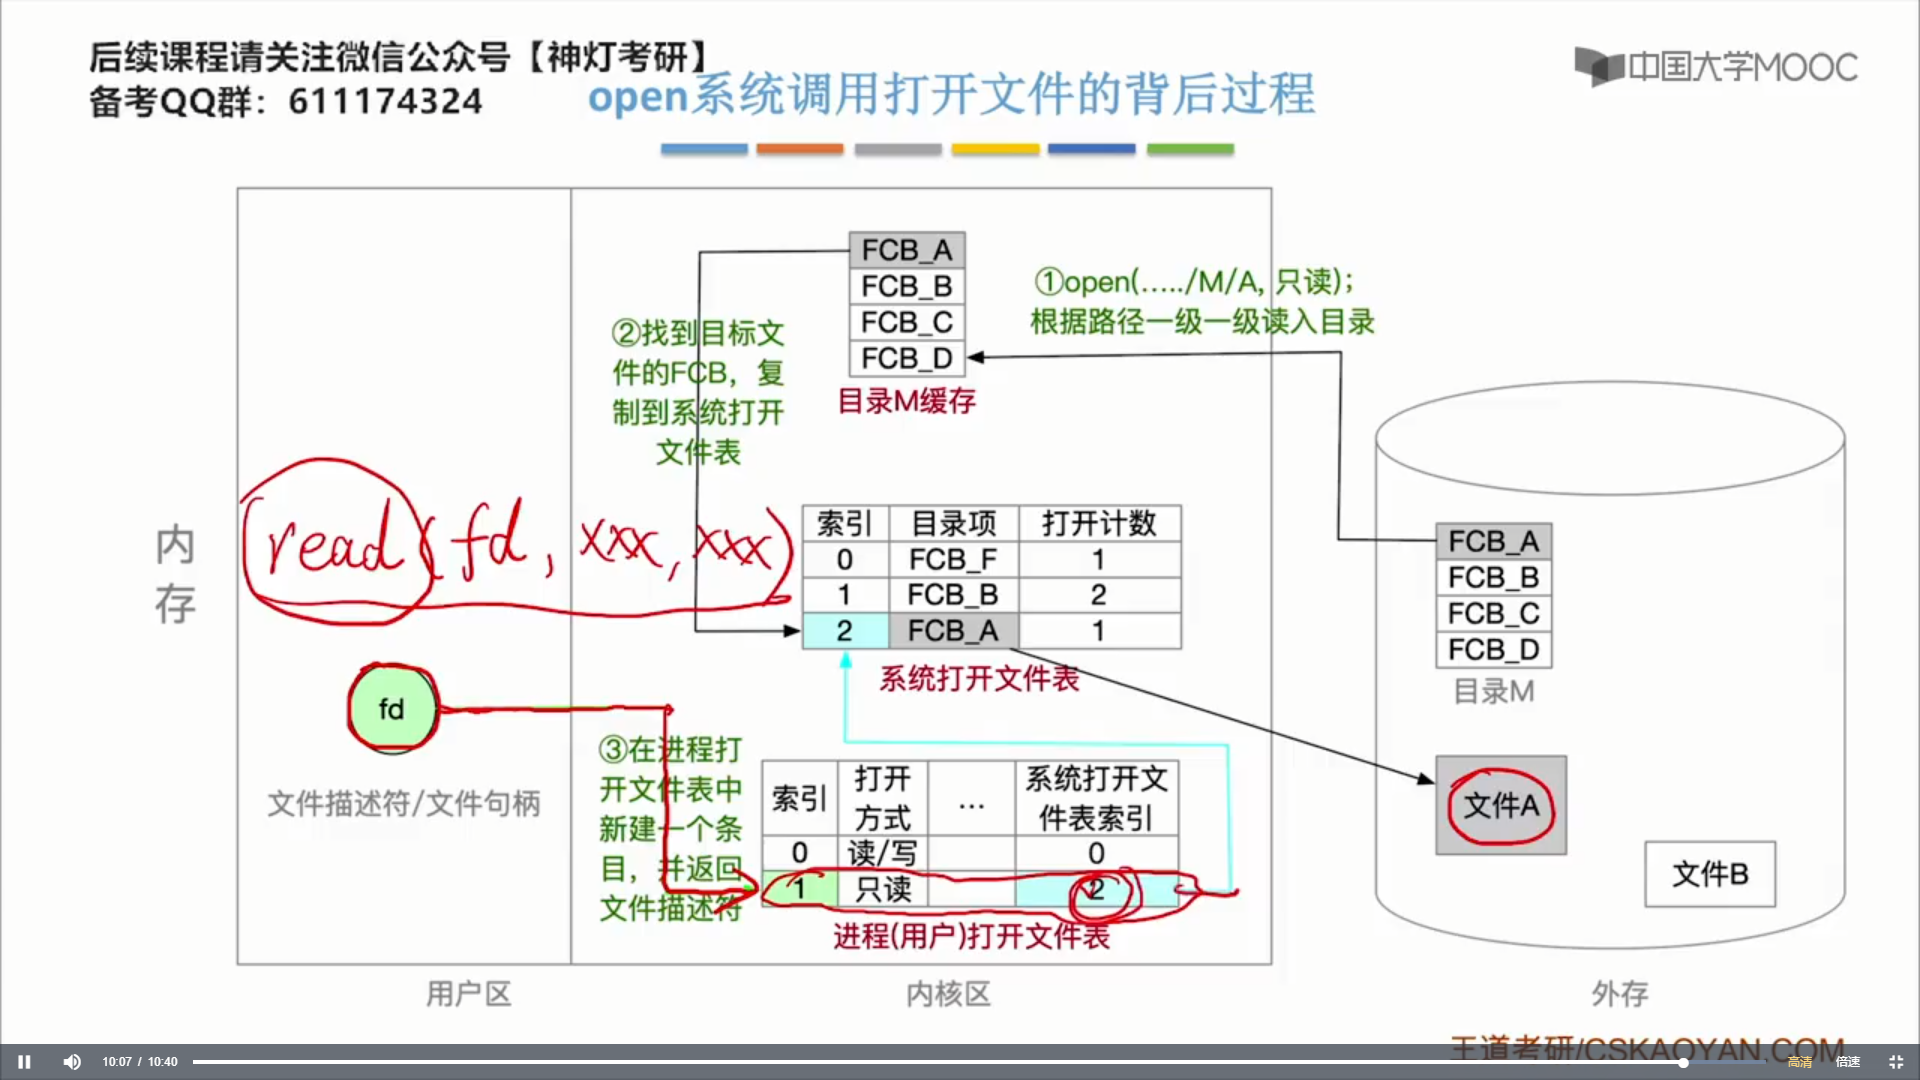 后续课程请关注微信公众号【神灯考研】
备考QQ群：611174324
open系统调用打开文件的背后过程
中国大学MOOC
FCB_A
FCB_B
FCB_C
FCB_D
目录M缓存
①open(…../M/A, 只读);
根据路径一级一级读入目录
②找到目标文
件的FCB，复
制到系统打开
文件表
内
存
read(fd, xxx, xxx)
索引 目录项 打开计数
0 FCB_F 1
1 FCB_B 2
2 FCB_A 1
系统打开文件表
FCB_A
FCB_B
FCB_C
FCB_D
目录M
fd
文件描述符/文件句柄
③在进程打
开文件表中
新建一个条
目，并返回
文件描述符
索引 打开方式 … 系统打开文件表索引
0 读/写 0
1 只读 2
进程(用户)打开文件表
文件A
文件B
用户区
内核区
外存
王道考研/CSKAOYAN.COM
10:07 / 10:40
高清
倍速